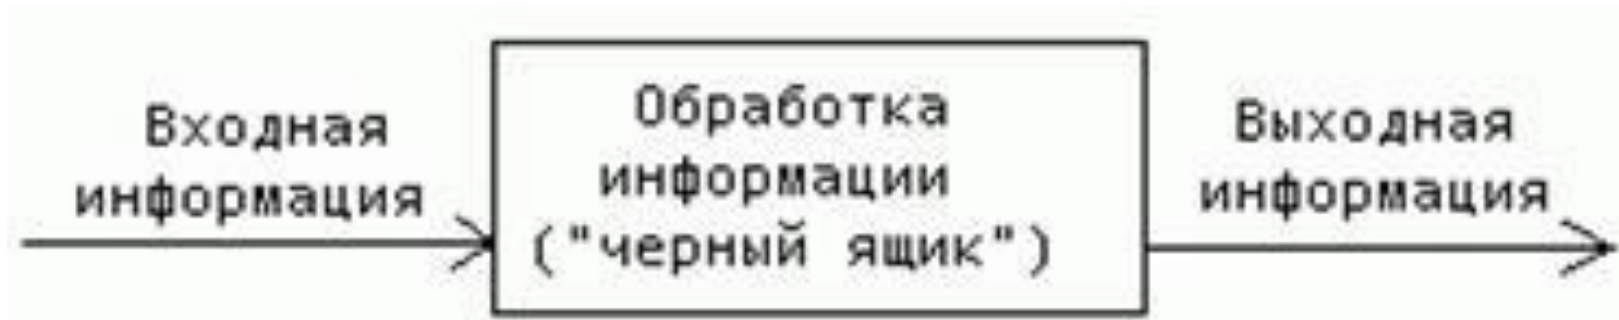 Входная
информация
Обработка
информации
("черный ящик")
Выходная
информация